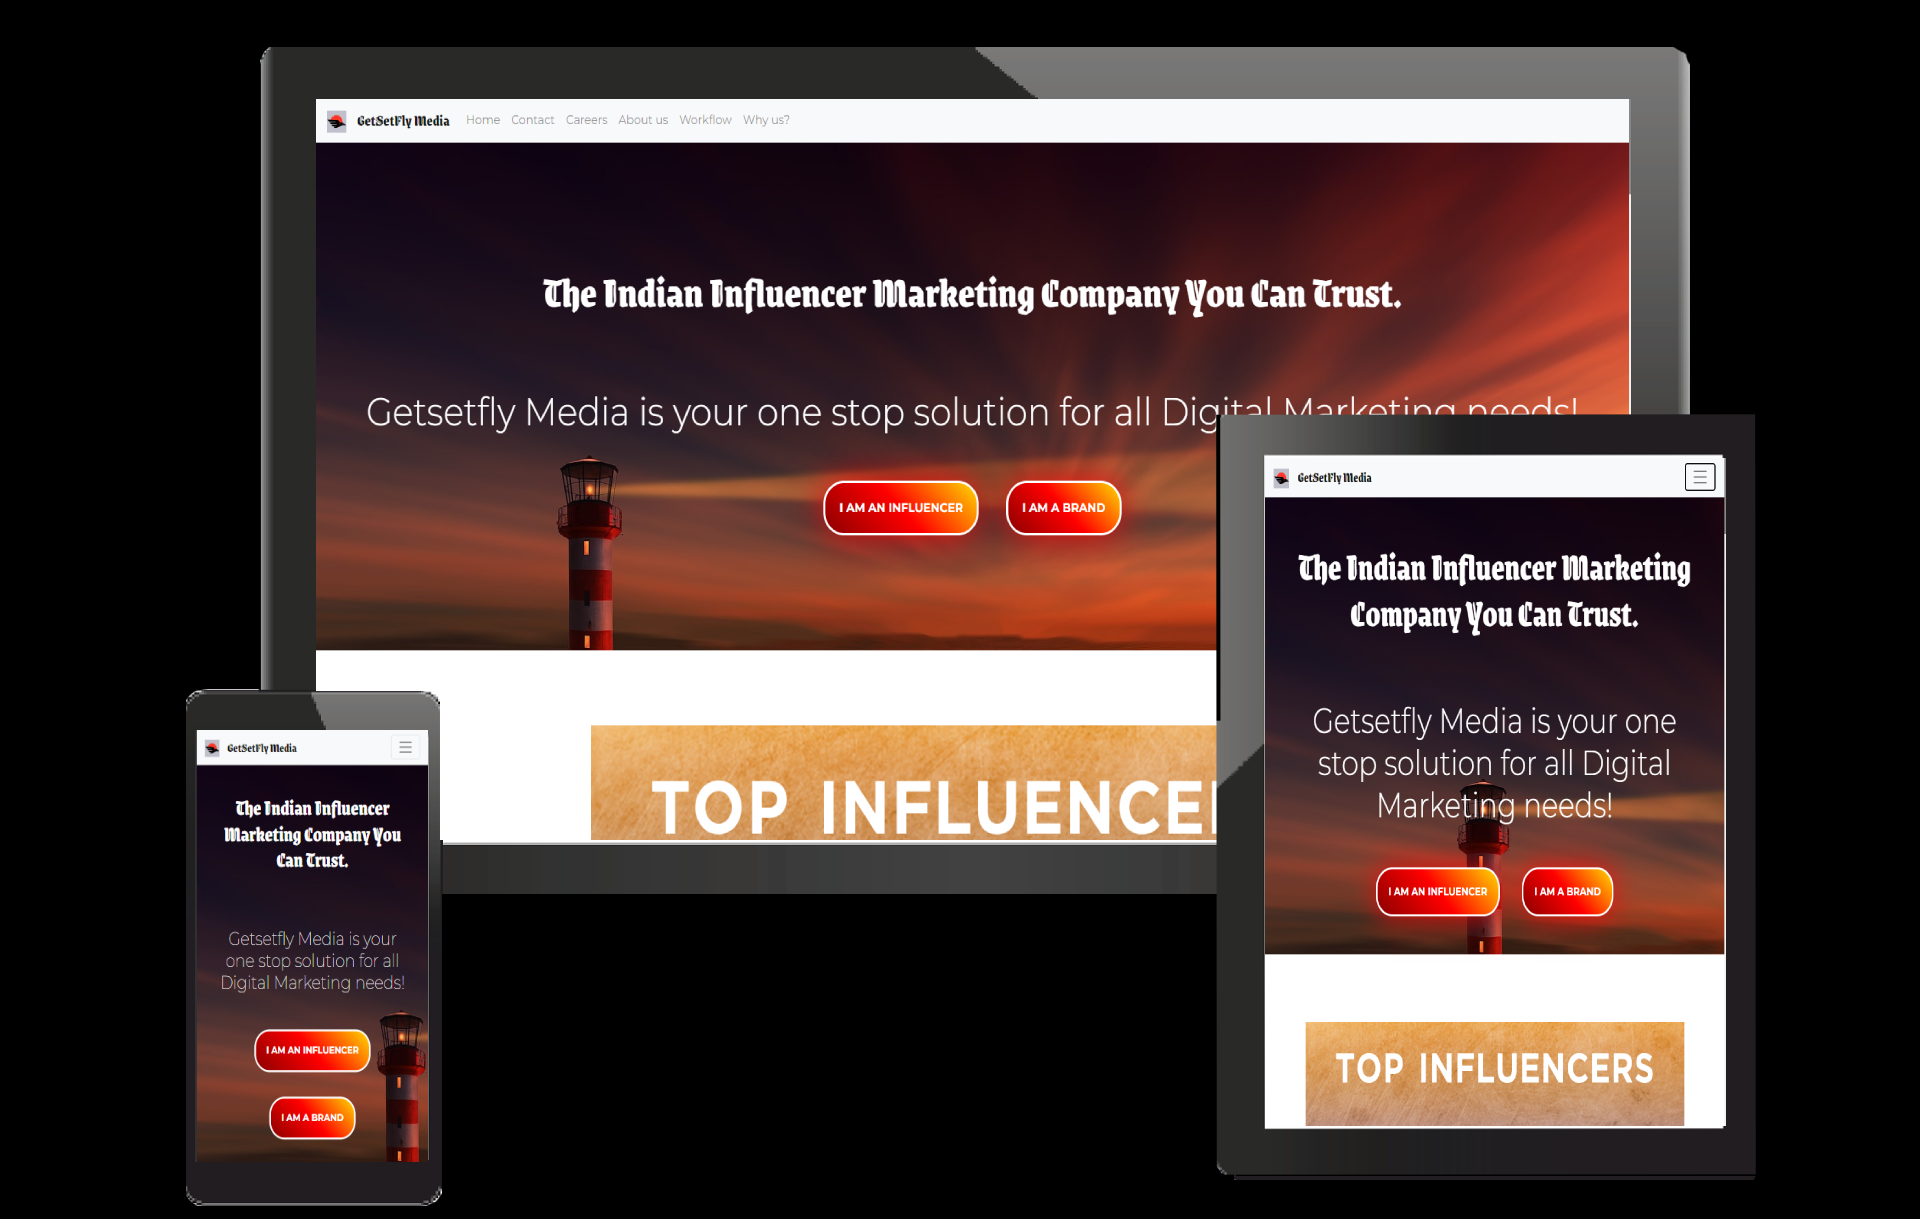 GetSetFly Media Home Contact Careers About us Workflow Why us?
The Indian Influencer Marketing Company You Can Trust.
Getsetfly Media is your one stop solution for all Digital Marketing needs!
I AM AN INFLUENCER I AM A BRAND
TOP INFLUENCE
GetSetFly Media
The Indian Influencer Marketing
Company You Can Trust.
Getsetfly Media is your one
stop solution for all Digital
Marketing needs!
I AM AN INFLUENCER I AM A BRAND
TOP INFLUENCERS
GetSetFly Media
The Indian Influencer
Marketing Company You
Can Trust.
Getsetfly Media is your
one stop solution for all
Digital Marketing needs!
I AM AN INFLUENCER
I AM A BRAND